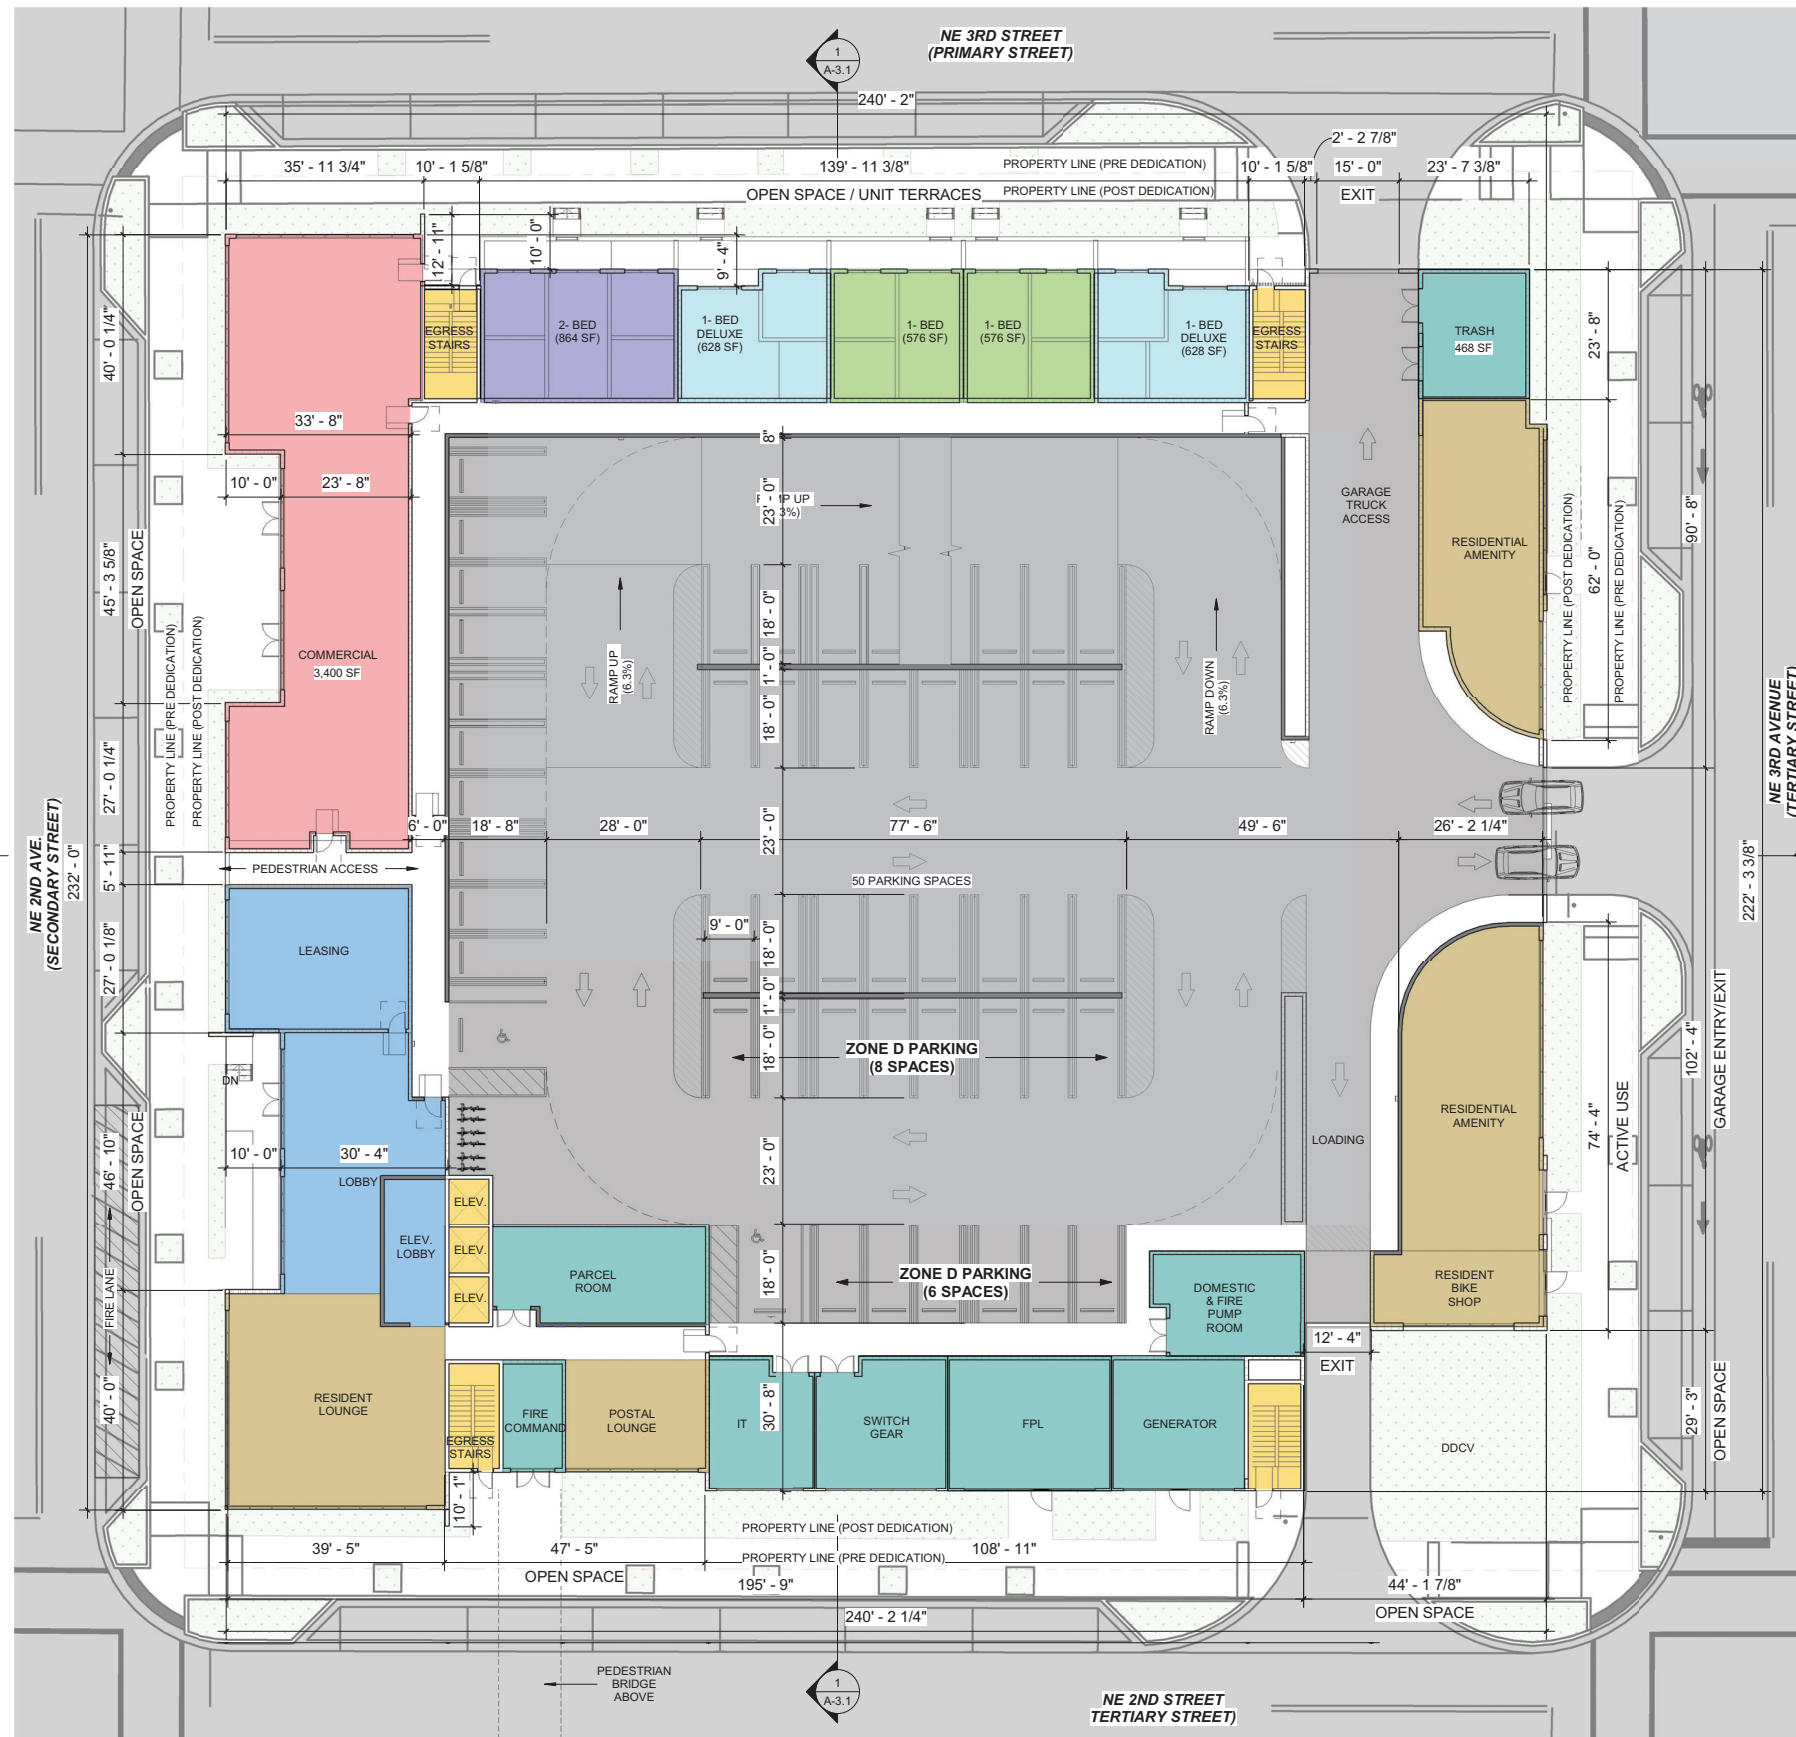 NE 3RD STREET
(PRIMARY STREET)
1
A-3.1
240' - 2"
2' - 2 7/8"
35' - 11 3/4"
10' - 1 5/8"
139' - 11 3/8"
PROPERTY LINE (PRE DEDICATION)
10' - 1 5/8"
15' - 0"
23' - 7 3/8"
OPEN SPACE / UNIT TERRACES
PROPERTY LINE (POST DEDICATION)
EXIT
12' - 11"
10' - 0"
9' - 4"
40' - 0 1/4"
EGRESS
STAIRS
2- BED
(864 SF)
1- BED
DELUXE
(628 SF)
1- BED
(576 SF)
1- BED
(576 SF)
1- BED
DELUXE
(628 SF)
EGRESS
STAIRS
TRASH
468 SF
23' - 8"
33' - 8"
8"
10' - 0"
23' - 8"
23' - 0"
GARAGE
TRUCK
ACCESS
RESIDENTIAL
AMENITY
90' - 8"
62' - 0"
PROPERTY LINE (POST DEDICATION)
PROPERTY LINE (PRE DEDICATION)
45' - 3 5/8"
OPEN SPACE
PROPERTY LINE (PRE DEDICATION)
PROPERTY LINE (POST DEDICATION)
COMMERCIAL
3,400 SF
RAMP UP
(6.3%)
18' - 0"
1' - 0"
18' - 0"
RAMP DOWN
(6.3%)
NE 3RD AVENUE
(TERTIARY STREET)
27' - 0 1/4"
6' - 0"
18' - 8"
28' - 0"
77' - 6"
49' - 6"
26' - 2 1/4"
23' - 0"
NE 2ND AVE.
(SECONDARY STREET)
232' - 0"
5' - 11"
PEDESTRIAN ACCESS
50 PARKING SPACES
222' - 3 3/8"
27' - 0 1/8"
LEASING
9' - 0"
18' - 0"
1' - 0"
18' - 0"
ZONE D PARKING
(8 SPACES)
GARAGE ENTRY/EXIT
102' - 4"
DN
OPEN SPACE
46' - 10"
10' - 0"
30' - 4"
LOBBY
23' - 0"
LOADING
RESIDENTIAL
AMENITY
74' - 4"
ACTIVE USE
ELEV.
ELEV.
ELEV.
ELEV.
LOBBY
PARCEL
ROOM
18' - 0"
ZONE D PARKING
(6 SPACES)
DOMESTIC
& FIRE
PUMP
ROOM
RESIDENT
BIKE
SHOP
FIRE LANE
12' - 4"
EXIT
40' - 0"
RESIDENT
LOUNGE
EGRESS
STAIRS
FIRE
COMMAND
POSTAL
LOUNGE
IT
30' - 8"
SWITCH
GEAR
FPL
GENERATOR
DDCV
29' - 3"
OPEN SPACE
10' - 1"
PROPERTY LINE (POST DEDICATION)
39' - 5"
47' - 5"
PROPERTY LINE (PRE DEDICATION)
108' - 11"
OPEN SPACE
195' - 9"
44' - 1 7/8"
240' - 2 1/4"
OPEN SPACE
PEDESTRIAN
BRIDGE
ABOVE
1
A-3.1
NE 2ND STREET
TERTIARY STREET)